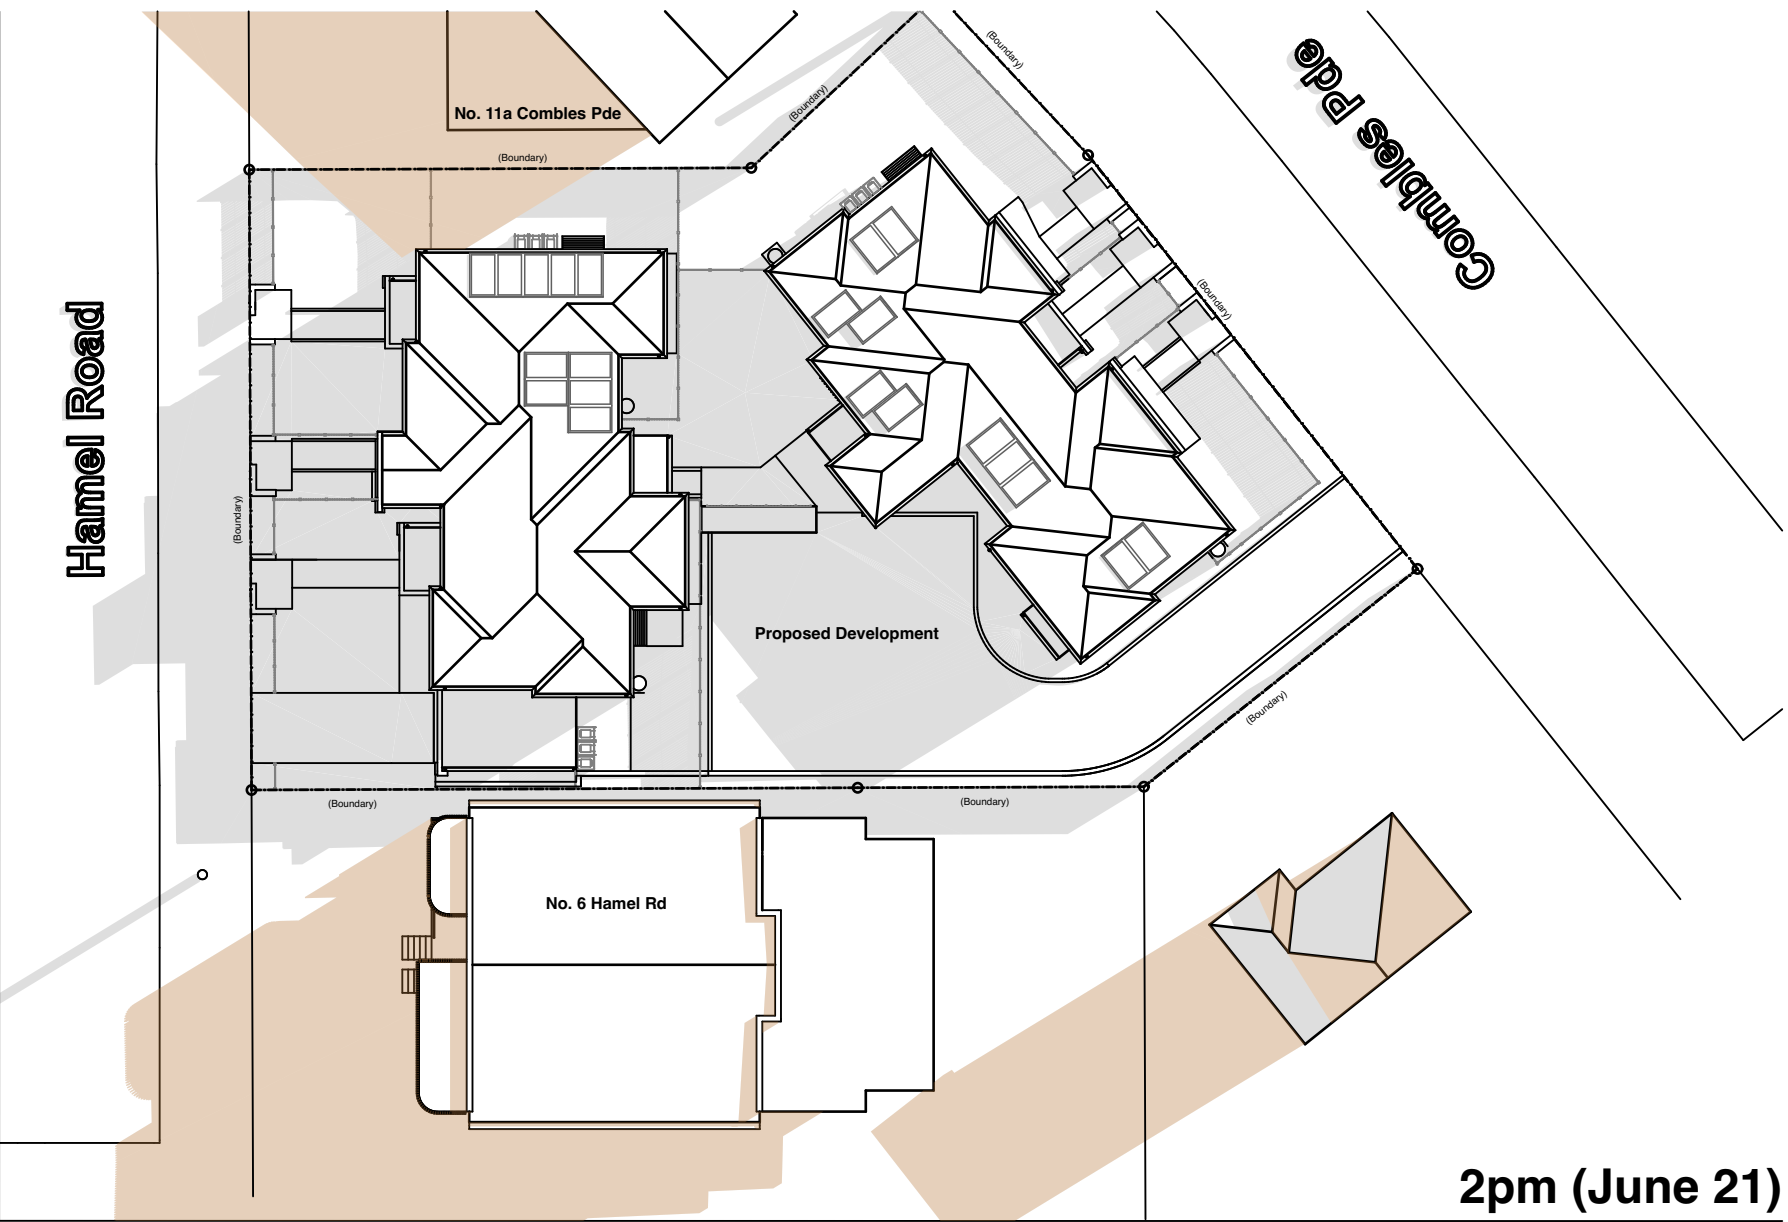 (Boundary)
Combles Pde
(Boundary)
No. 11a Combles Pde
(Boundary)
(Boundary)
Hamel Road
(Boundary)
Proposed Development
(Boundary)
(Boundary)
(Boundary)
No. 6 Hamel Rd
2pm (June 21)